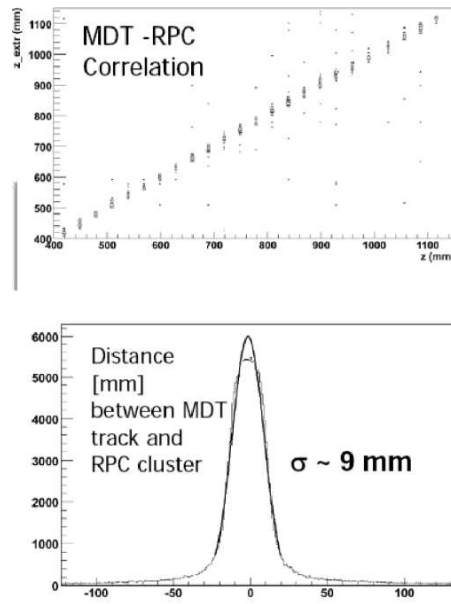 z_extr (mm)
MDT -RPC
Correlation
1100
1000
900
800
700
600
500
400
400 500 600 700 800 900 1000 1100
z (mm)
6000
5000
4000
3000
2000
1000
0
Distance
[mm]
between MDT
track and
RPC cluster
σ ~ 9 mm
-100 -50 0 50 100